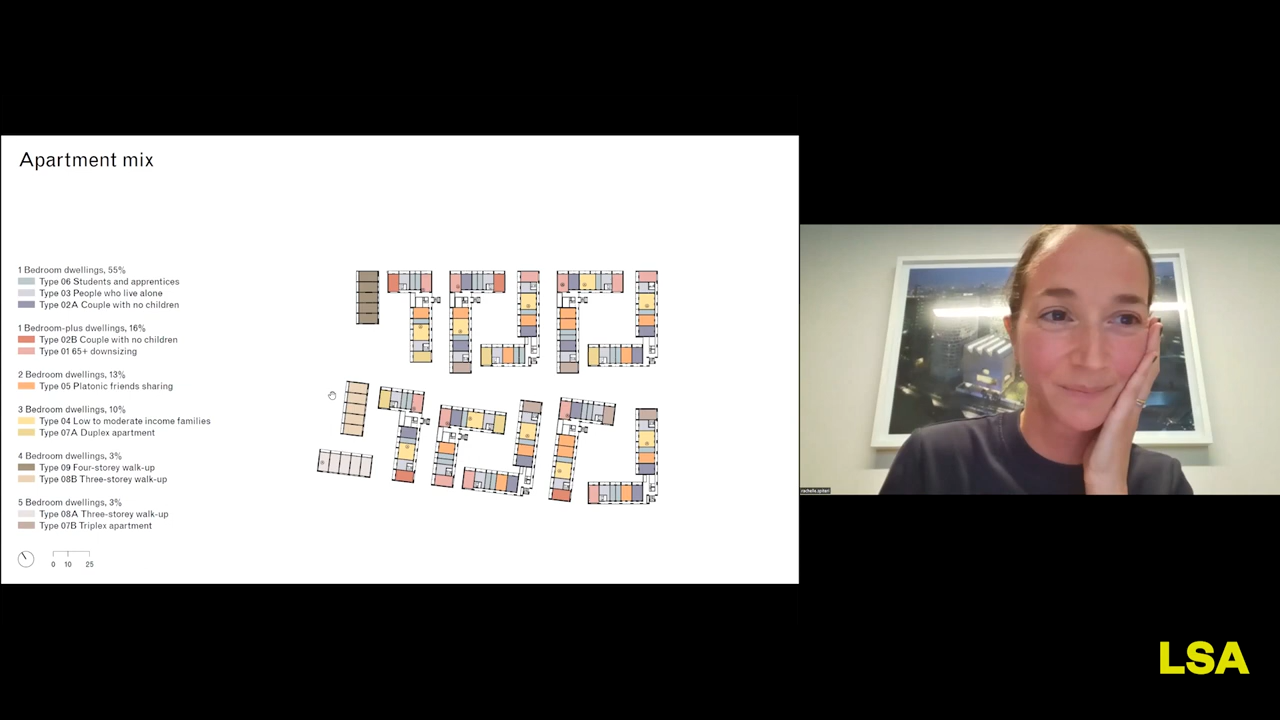 Apartment mix
1 Bedroom dwellings, 55%
Type 06 Students and apprentices
Type 03 People who live alone
Type 02A Couple with no children
1 Bedroom-plus dwellings, 16%
Type 02B Couple with no children
Type 01 65+ downsizing
2 Bedroom dwellings, 13%
Type 05 Platonic friends sharing
3 Bedroom dwellings, 10%
Type 04 Low to moderate income families
Type 07A Duplex apartment
4 Bedroom dwellings, 3%
Type 09 Four-storey walk-up
Type 08B Three-storey walk-up
5 Bedroom dwellings, 3%
Type 08A Three-storey walk-up
Type 07B Triplex apartment
0 10 25
LSA